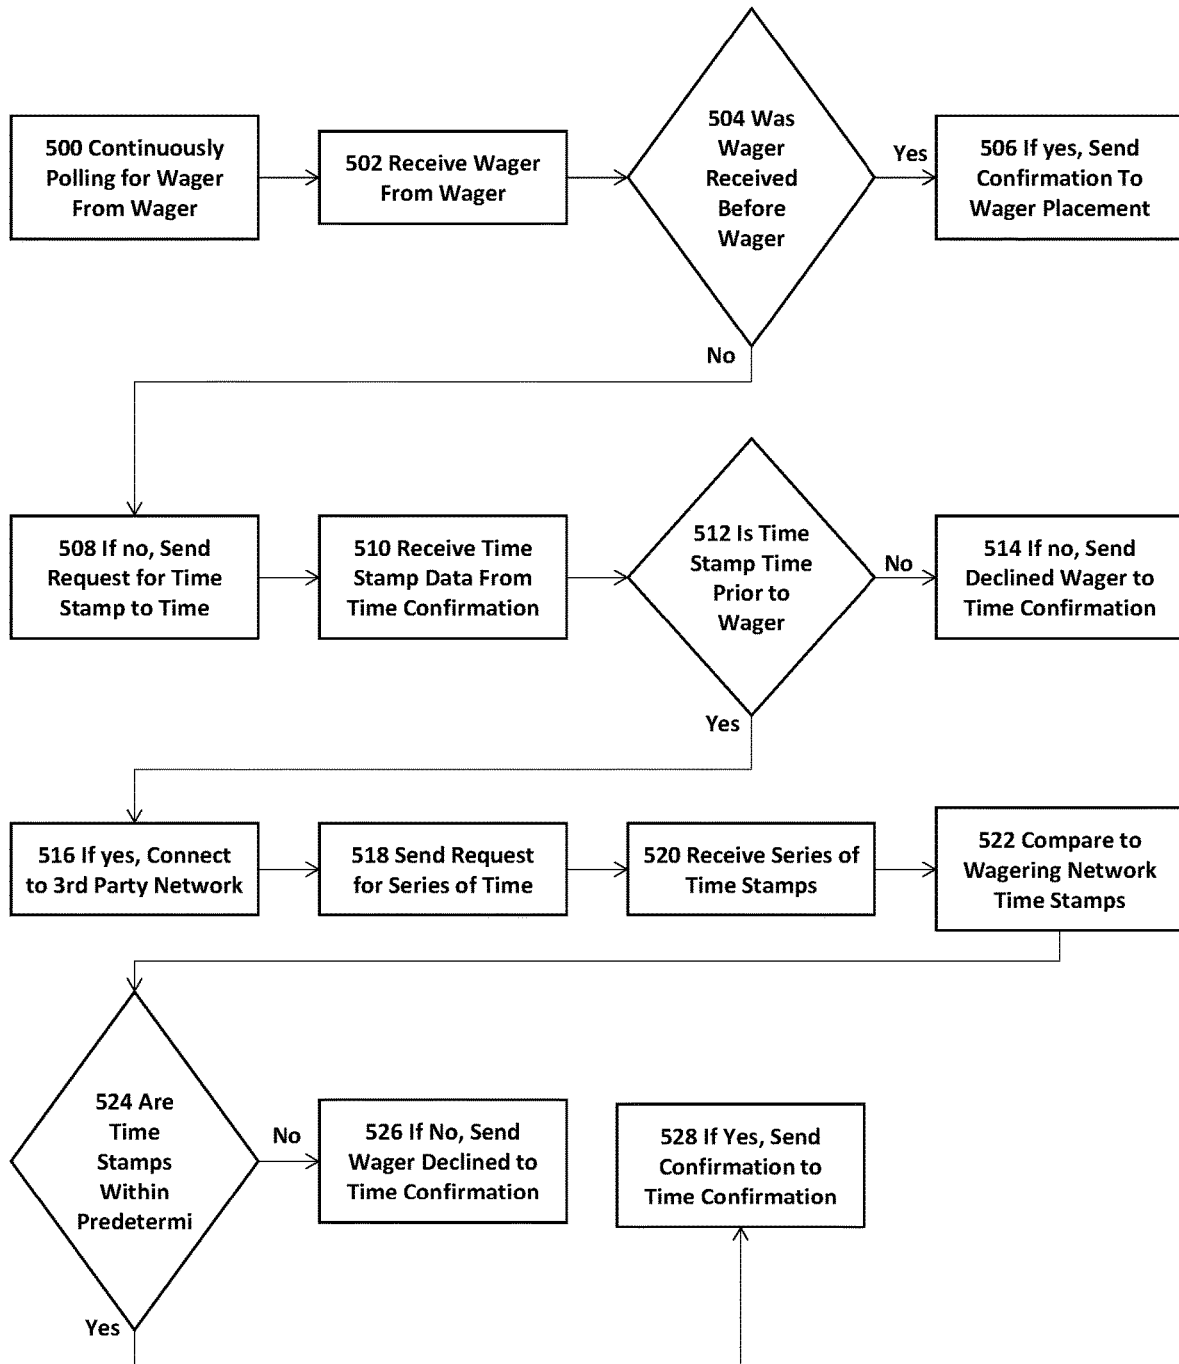 500 Continuously
Polling for Wager
From Wager
502 Receive Wager
From Wager
504 Was
Wager
Received
Before
Wager
Yes
506 If yes, Send
Confirmation To
Wager Placement
No
508 If no, Send
Request for Time
Stamp to Time
510 Receive Time
Stamp Data From
Time Confirmation
512 Is Time
Stamp Time
Prior to
Wager
No
514 If no, Send
Declined Wager to
Time Confirmation
Yes
516 If yes, Connect
to 3rd Party Network
518 Send Request
for Series of Time
520 Receive Series of
Time Stamps
522 Compare to
Wagering Network
Time Stamps
524 Are
Time
Stamps
Within
Predetermi
No
526 If No, Send
Wager Declined to
Time Confirmation
528 If Yes, Send
Confirmation to
Time Confirmation
Yes